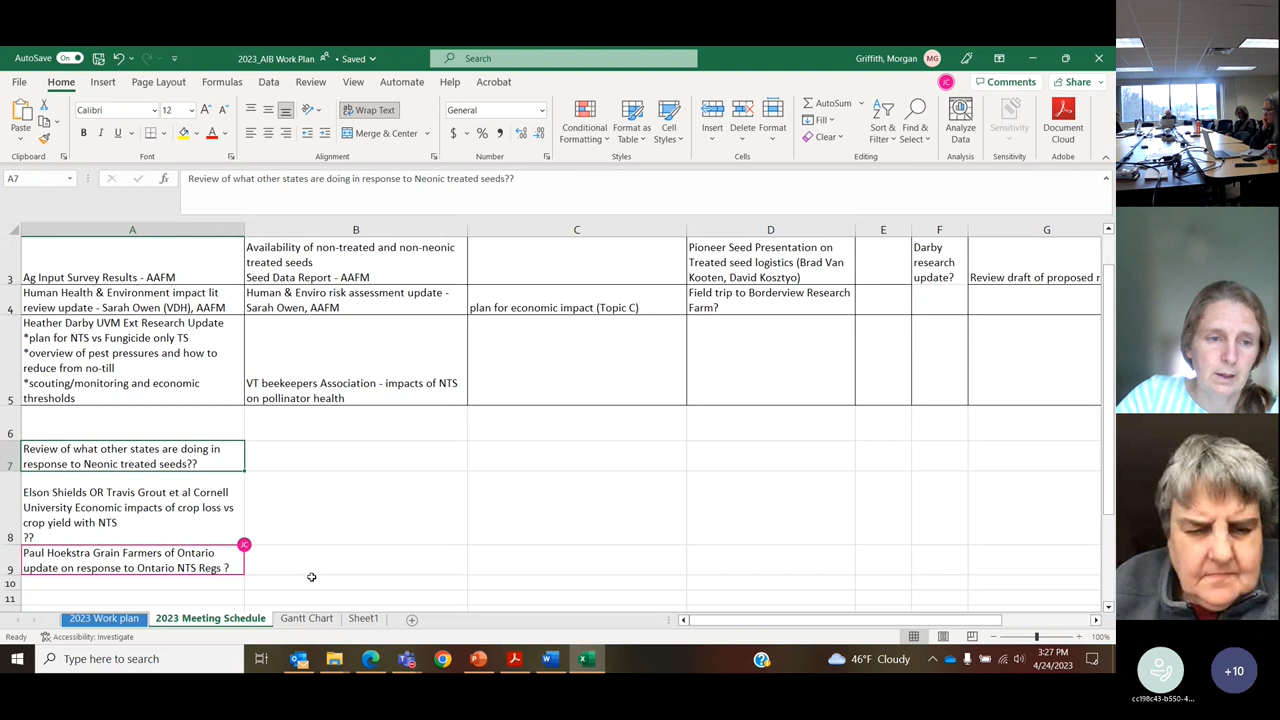 AutoSave On 2023_AIB Work Plan • Saved Search Griffith, Morgan MG
File Home Insert Page Layout Formulas Data Review View Automate Help Acrobat JC Comments Share
Paste Calibri 12 Wrap Text General Conditional Formatting Format as Table Cell Styles Insert Delete Format AutoSum Fill Clear Sort & Filter Find & Select Analyze Data Sensitivity Document Cloud
B I U Merge & Center $ % 9
Clipboard Font Alignment Number Styles Cells Editing Analysis Sensitivity Adobe
A7 fx Review of what other states are doing in response to Neonic treated seeds??
A B C D E F G
3
Ag Input Survey Results - AAFM
Availability of non-treated and non-neonic
treated seeds
Seed Data Report - AAFM
Pioneer Seed Presentation on
Treated seed logistics (Brad Van
Kooten, David Kosztyo)
Darby
research
update?
Review draft of proposed r
4
Human Health & Environment impact lit
review update - Sarah Owen (VDH), AAFM
Human & Enviro risk assessment update -
Sarah Owen, AAFM
plan for economic impact (Topic C)
Field trip to Borderview Research
Farm?
5
Heather Darby UVM Ext Research Update
*plan for NTS vs Fungicide only TS
*overview of pest pressures and how to
reduce from no-till
*scouting/monitoring and economic
thresholds
VT beekeepers Association - impacts of NTS
on pollinator health
6
7
Review of what other states are doing in
response to Neonic treated seeds??
8
Elson Shields OR Travis Grout et al Cornell
University Economic impacts of crop loss vs
crop yield with NTS
??
JC
9
Paul Hoekstra Grain Farmers of Ontario
update on response to Ontario NTS Regs ?
10
11
2023 Work plan 2023 Meeting Schedule Gantt Chart Sheet1
Ready Accessibility: Investigate 100%
Type here to search 46°F Cloudy 3:27 PM
4/24/2023
cc198c43-b550-4...
+10